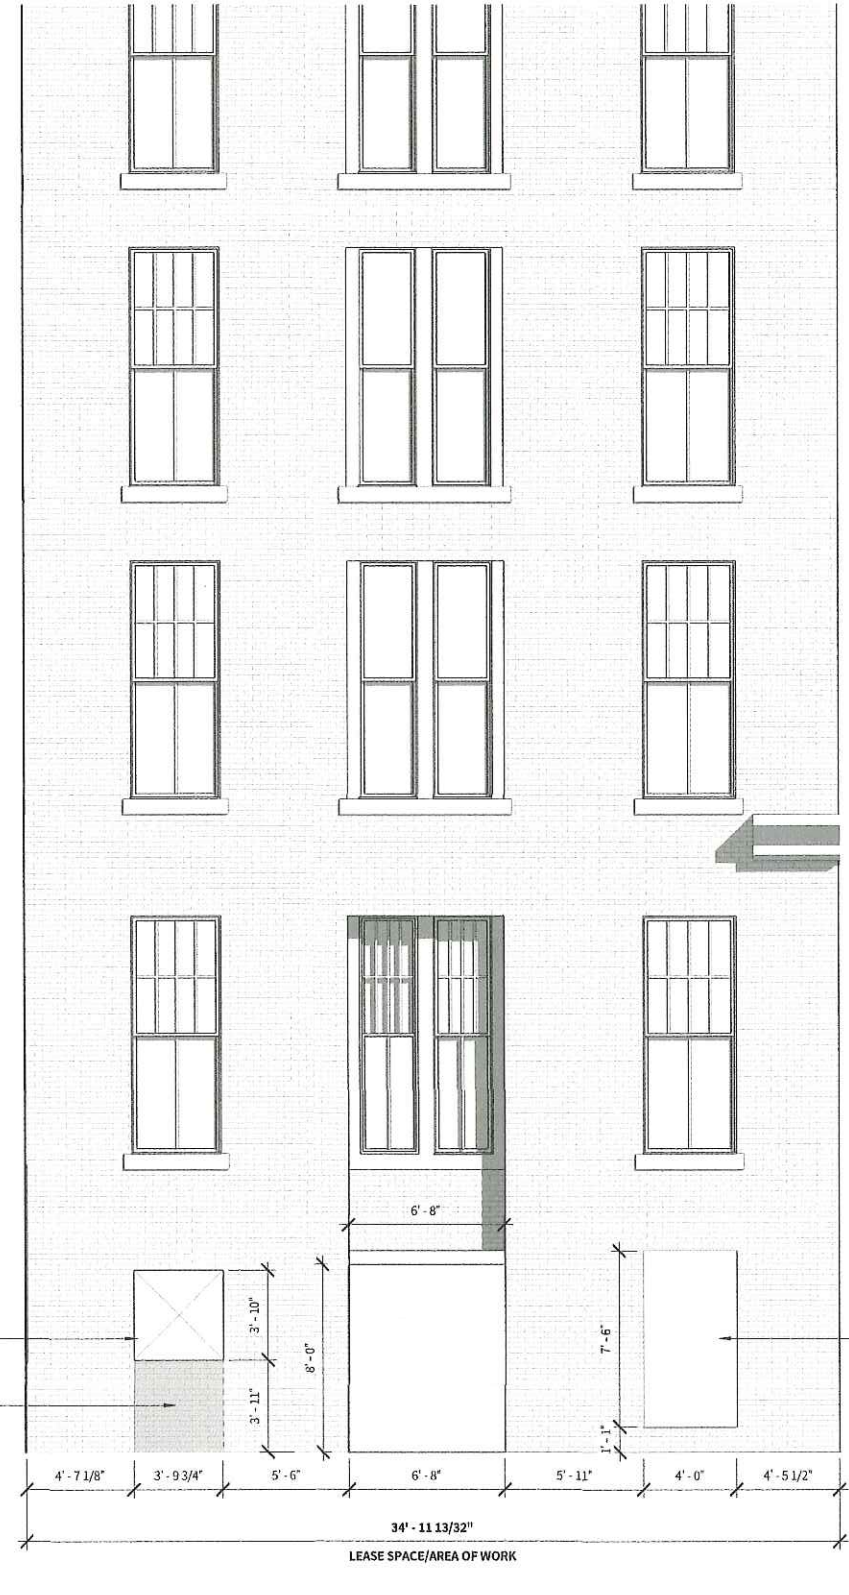 6' - 8"
3' - 10"
8' - 0"
7' - 6"
3' - 11"
1' - 1"
4' - 7 1/8" 3' - 9 3/4" 5' - 6" 6' - 8" 5' - 11" 4' - 0" 4' - 5 1/2"
34' - 11 13/32"
LEASE SPACE/AREA OF WORK